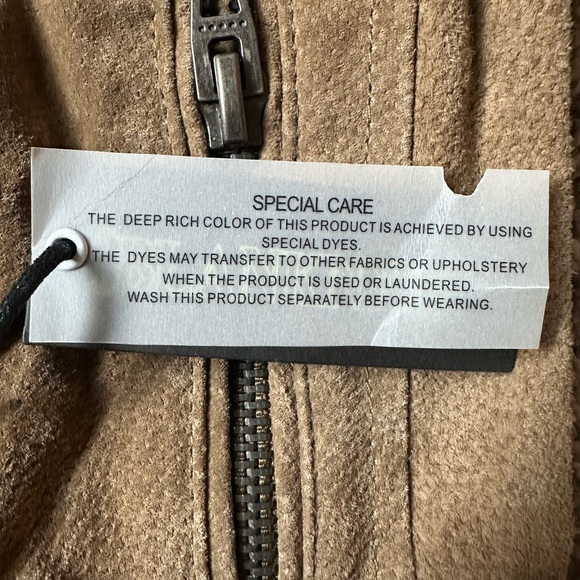 SPECIAL CARE
THE DEEP RICH COLOR OF THIS PRODUCT IS ACHIEVED BY USING
SPECIAL DYES.
THE DYES MAY TRANSFER TO OTHER FABRICS OR UPHOLSTERY
WHEN THE PRODUCT IS USED OR LAUNDERED.
WASH THIS PRODUCT SEPARATELY BEFORE WEARING.